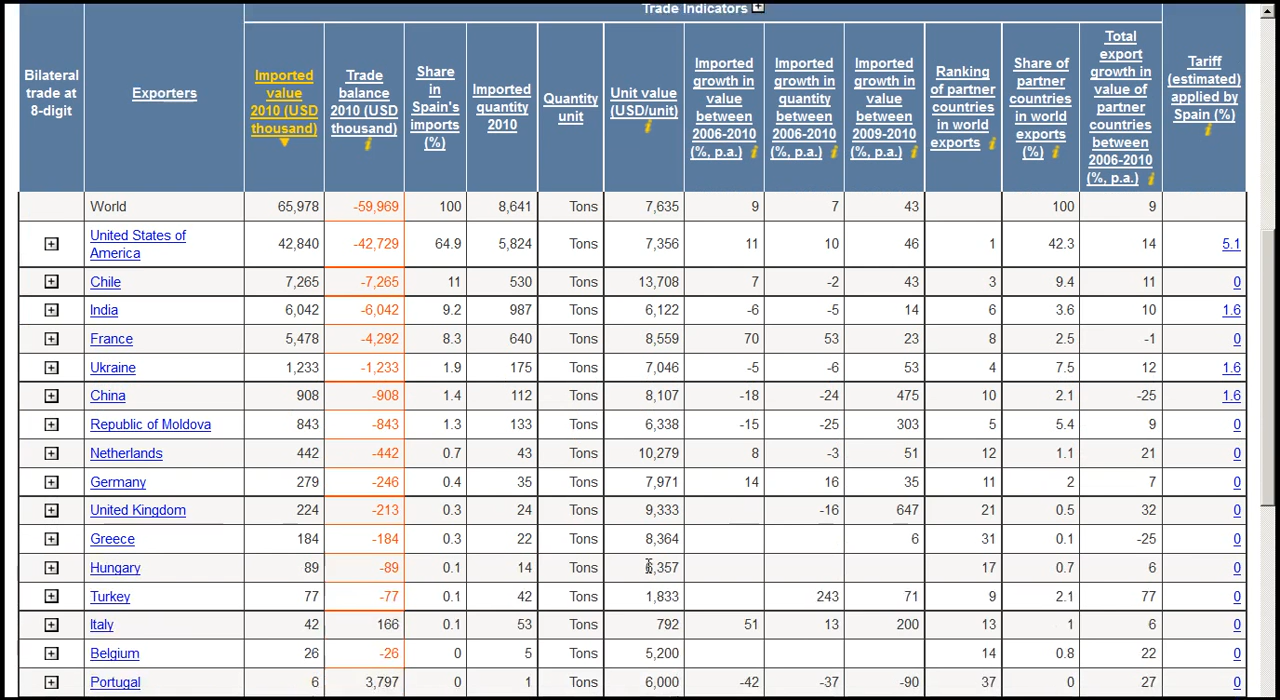 Trade Indicators +
Bilateral trade at 8-digit
Exporters
Imported value 2010 (USD thousand)
Trade balance 2010 (USD thousand)
Share in Spain's imports (%)
Imported quantity 2010
Quantity unit
Unit value (USD/unit)
Imported growth in value between 2006-2010 (%, p.a.)
Imported growth in quantity between 2006-2010 (%, p.a.)
Imported growth in value between 2009-2010 (%, p.a.)
Ranking of partner countries in world exports
Share of partner countries in world exports (%)
Total export growth in value of partner countries between 2006-2010 (%, p.a.)
Tariff (estimated) applied by Spain (%)
World 65,978 -59,969 100 8,641 Tons 7,635 9 7 43 100 9
United States of America 42,840 -42,729 64.9 5,824 Tons 7,356 11 10 46 1 42.3 14 5.1
Chile 7,265 -7,265 11 530 Tons 13,708 7 -2 43 3 9.4 11 0
India 6,042 -6,042 9.2 987 Tons 6,122 -6 -5 14 6 3.6 10 1.6
France 5,478 -4,292 8.3 640 Tons 8,559 70 53 23 8 2.5 -1 0
Ukraine 1,233 -1,233 1.9 175 Tons 7,046 -5 -6 53 4 7.5 12 1.6
China 908 -908 1.4 112 Tons 8,107 -18 -24 475 10 2.1 -25 1.6
Republic of Moldova 843 -843 1.3 133 Tons 6,338 -15 -25 303 5 5.4 9 0
Netherlands 442 -442 0.7 43 Tons 10,279 8 -3 51 12 1.1 21 0
Germany 279 -246 0.4 35 Tons 7,971 14 16 35 11 2 7 0
United Kingdom 224 -213 0.3 24 Tons 9,333 -16 647 21 0.5 32 0
Greece 184 -184 0.3 22 Tons 8,364 6 31 0.1 -25 0
Hungary 89 -89 0.1 14 Tons 6,357 17 0.7 6 0
Turkey 77 -77 0.1 42 Tons 1,833 243 71 9 2.1 77 0
Italy 42 166 0.1 53 Tons 792 51 13 200 13 1 6 0
Belgium 26 -26 0 5 Tons 5,200 14 0.8 22 0
Portugal 6 3,797 0 1 Tons 6,000 -42 -37 -90 37 0 27 0